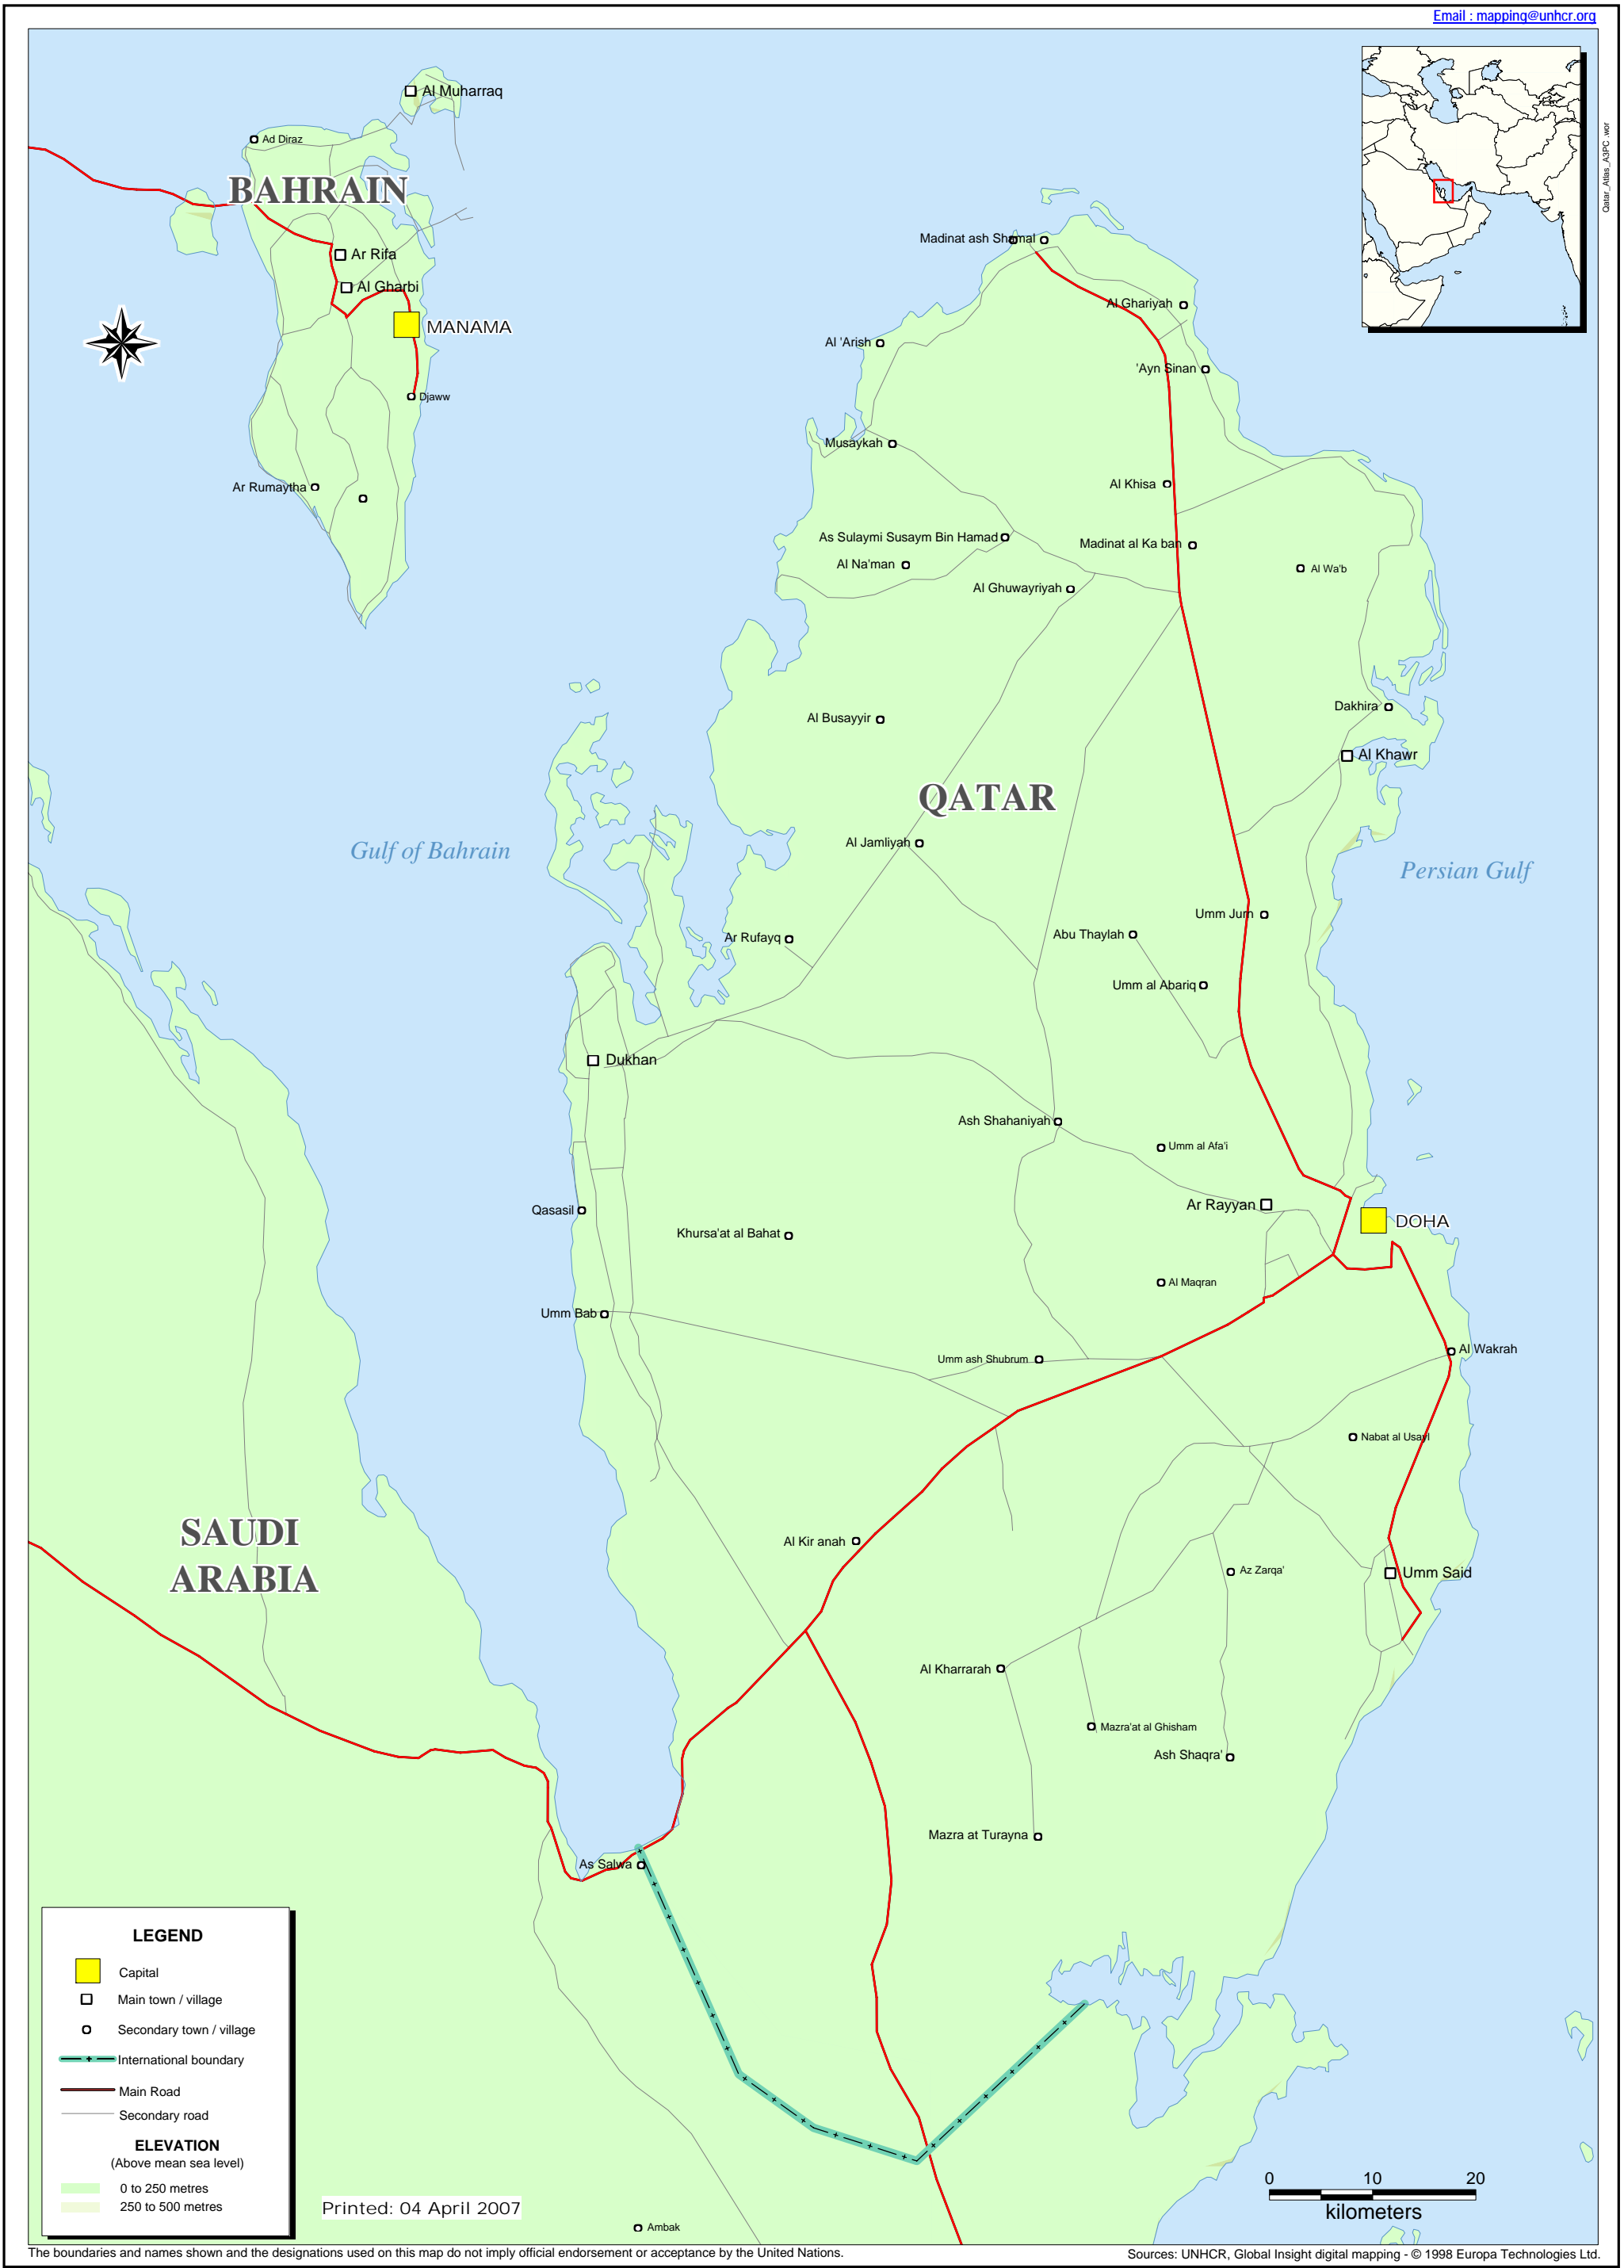 Email : mapping@unhcr.org
Qatar_Atlas_A3PC .wor
Al Muharraq
Ad Diraz
BAHRAIN
Ar Rifa
Al Gharbi
MANAMA
Djaww
Ar Rumaytha
Madinat ash Shamal
Al Ghariyah
Al 'Arish
'Ayn Sinan
Musaykah
Al Khisa
As Sulaymi Susaym Bin Hamad
Madinat al Ka ban
Al Na'man
Al Wa'b
Al Ghuwayriyah
Dakhira
Al Busayyir
Al Khawr
QATAR
Al Jamliyah
Gulf of Bahrain
Persian Gulf
Umm Jurn
Abu Thaylah
Ar Rufayq
Umm al Abariq
Dukhan
Ash Shahaniyah
Umm al Afa'i
Ar Rayyan
Qasasil
DOHA
Khursa'at al Bahat
Al Maqran
Umm Bab
Al Wakrah
Umm ash Shubrum
Nabat al Usayl
SAUDI
ARABIA
Al Kir anah
Az Zarqa'
Umm Said
Al Kharrarah
Mazra'at al Ghisham
Ash Shaqra'
Mazra at Turayna
As Salwa
LEGEND
Capital
Main town / village
Secondary town / village
International boundary
Main Road
Secondary road
ELEVATION
(Above mean sea level)
0 to 250 metres
250 to 500 metres
Printed: 04 April 2007
Ambak
0 10 20
kilometers
The boundaries and names shown and the designations used on this map do not imply official endorsement or acceptance by the United Nations.
Sources: UNHCR, Global Insight digital mapping - © 1998 Europa Technologies Ltd.